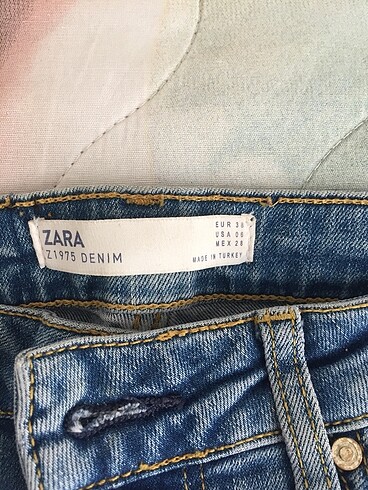 ZARA
Z1975 DENIM
EUR 38
USA 06
MEX 28
MADE IN TURKEY